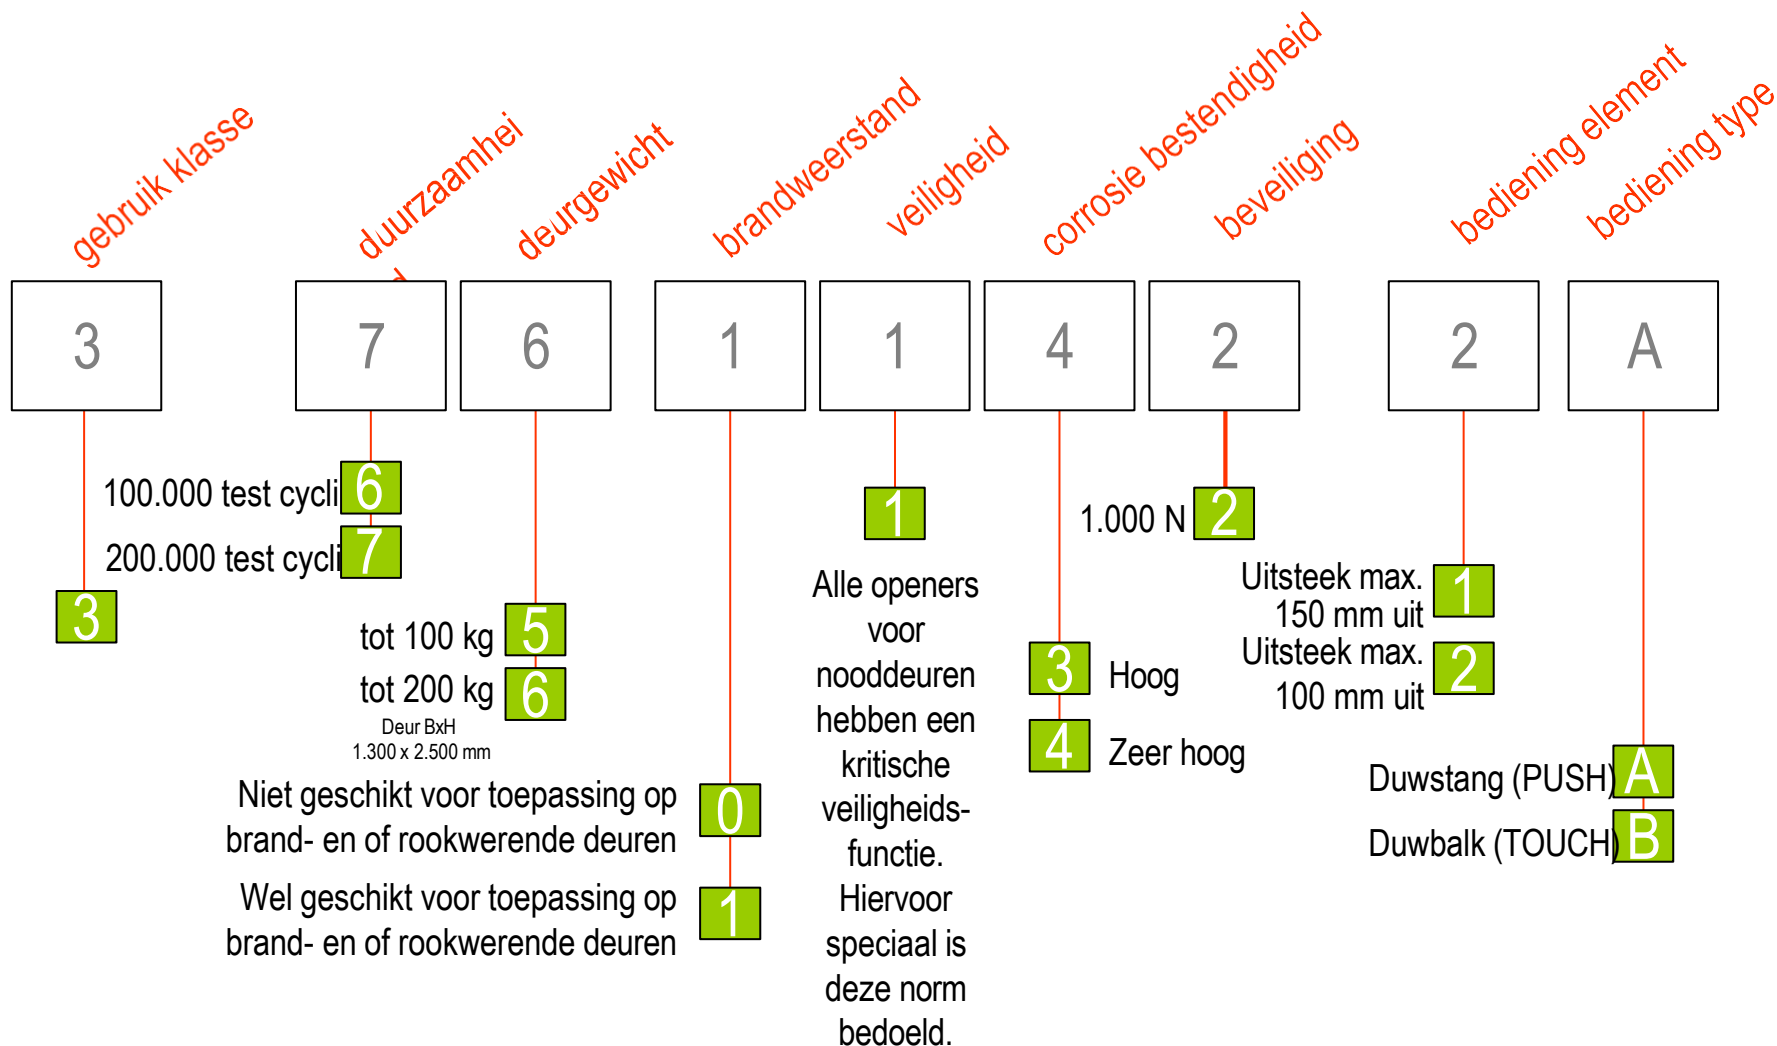 gebruik klasse
duurzaamhei
d
deurgewicht
brandweerstand
veiligheid
corrosie bestendigheid
beveiliging
bediening element
bediening type
3
7
6
1
1
4
2
2
A
100.000 test cycli
6
200.000 test cycli
7
3
tot 100 kg
5
tot 200 kg
6
Deur BxH
1.300 x 2.500 mm
Niet geschikt voor toepassing op
brand- en of rookwerende deuren
0
Wel geschikt voor toepassing op
brand- en of rookwerende deuren
1
1
Alle openers
voor
nooddeuren
hebben een
kritische
veiligheids-
functie.
Hiervoor
speciaal is
deze norm
bedoeld.
3
Hoog
4
Zeer hoog
1.000 N
2
Uitsteek max.
150 mm uit
1
Uitsteek max.
100 mm uit
2
Duwstang (PUSH)
A
Duwbalk (TOUCH)
B